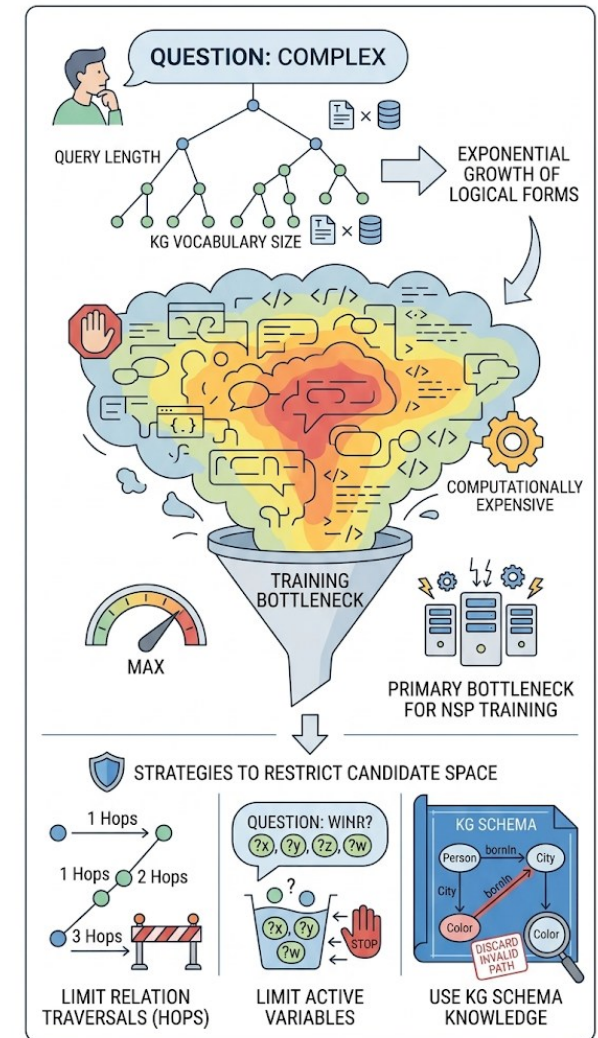 QUESTION: COMPLEX
T
QUERY LENGTH
EXPONENTIAL
GROWTH OF
LOGICAL FORMS
KG VOCABULARY SIZE
T
</>
</>
</>
</>
</>
{..}
</>
</>
COMPUTATIONALLY
EXPENSIVE
TRAINING
BOTTLENECK
MAX
PRIMARY BOTTLENECK
FOR NSP TRAINING
STRATEGIES TO RESTRICT CANDIDATE SPACE
1 Hops
1 Hops
2 Hops
3 Hops
LIMIT RELATION
TRAVERSALS (HOPS)
QUESTION: WINR?
?x, ?y, ?z, ?w
?
?x, ?y
?w
STOP
LIMIT ACTIVE
VARIABLES
KG SCHEMA
Person
bornIn
City
City
bornIn
Color
Color
DISCARD
INVALID
PATH
USE KG SCHEMA
KNOWLEDGE